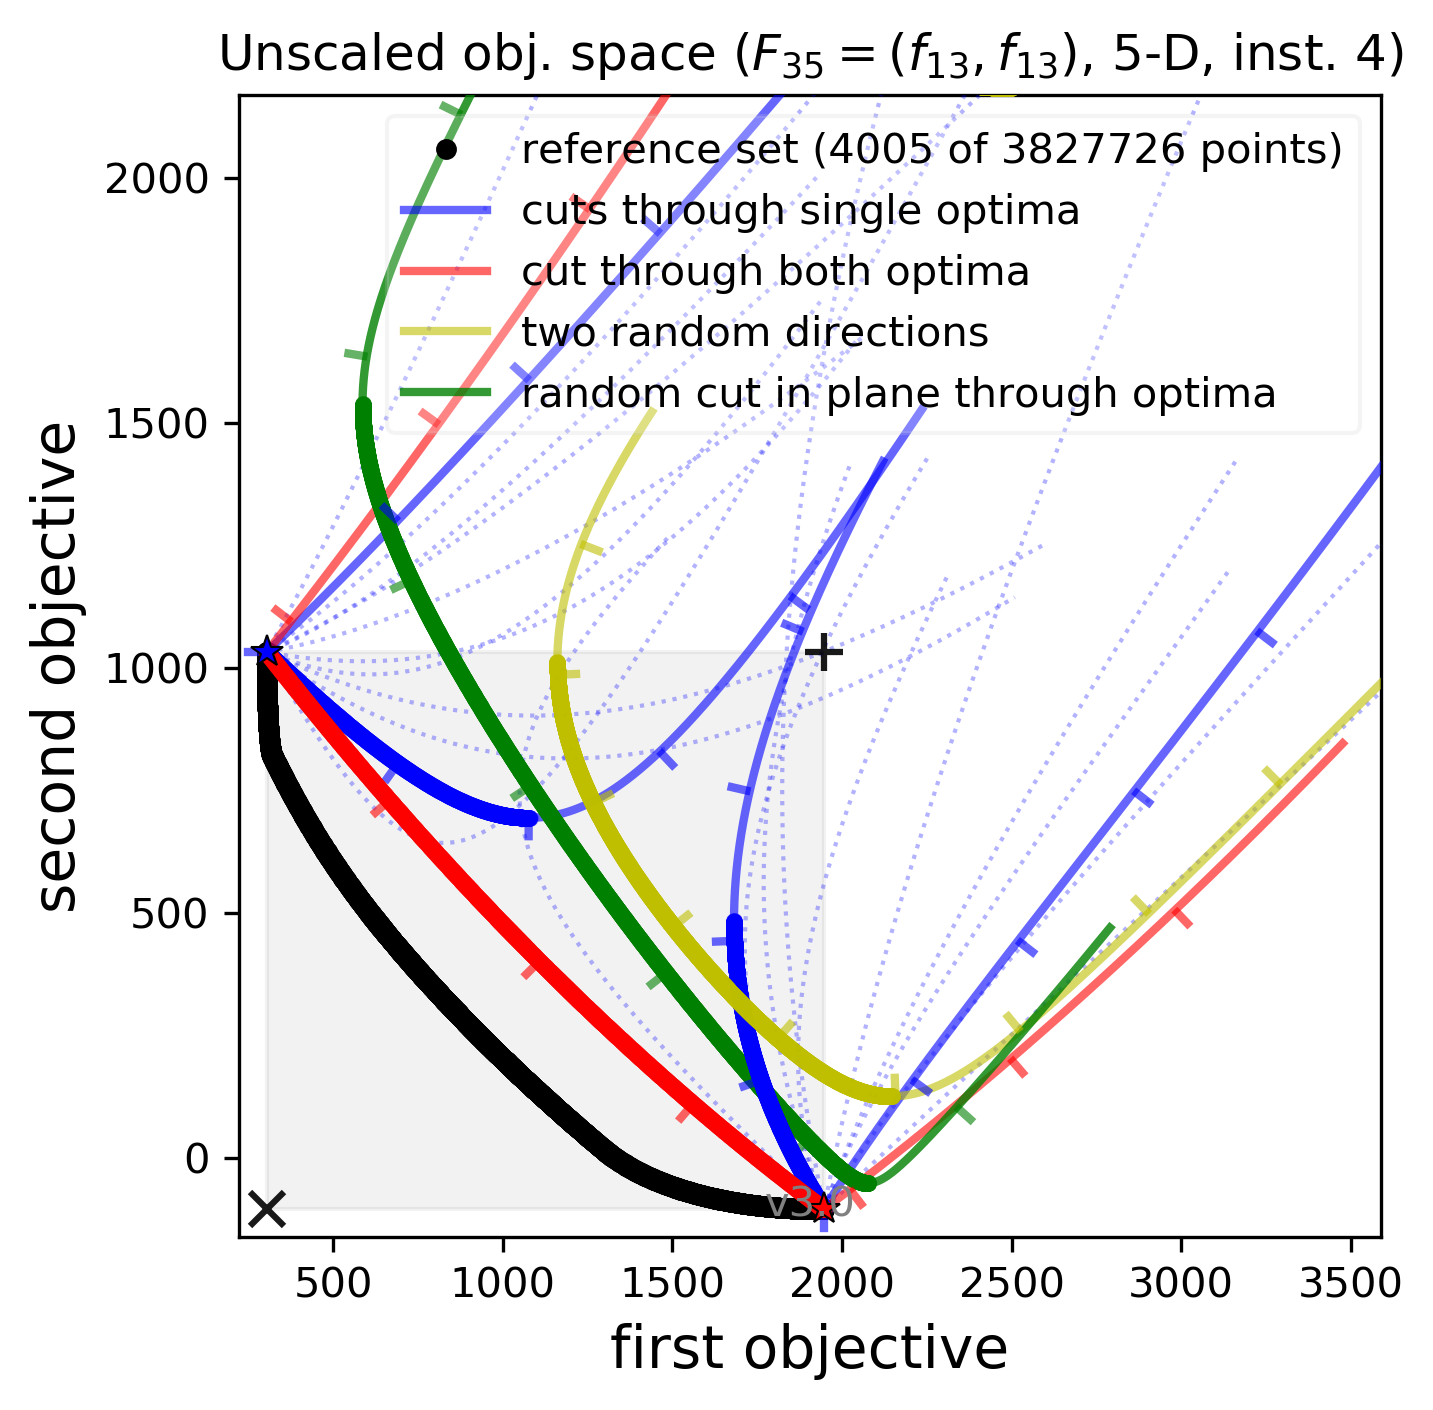 Unscaled obj. space (F35 = (f13, f13), 5-D, inst. 4)
reference set (4005 of 3827726 points)
cuts through single optima
cut through both optima
two random directions
random cut in plane through optima
second objective
2000
1500
1000
500
0
v3.0
500 1000 1500 2000 2500 3000 3500
first objective